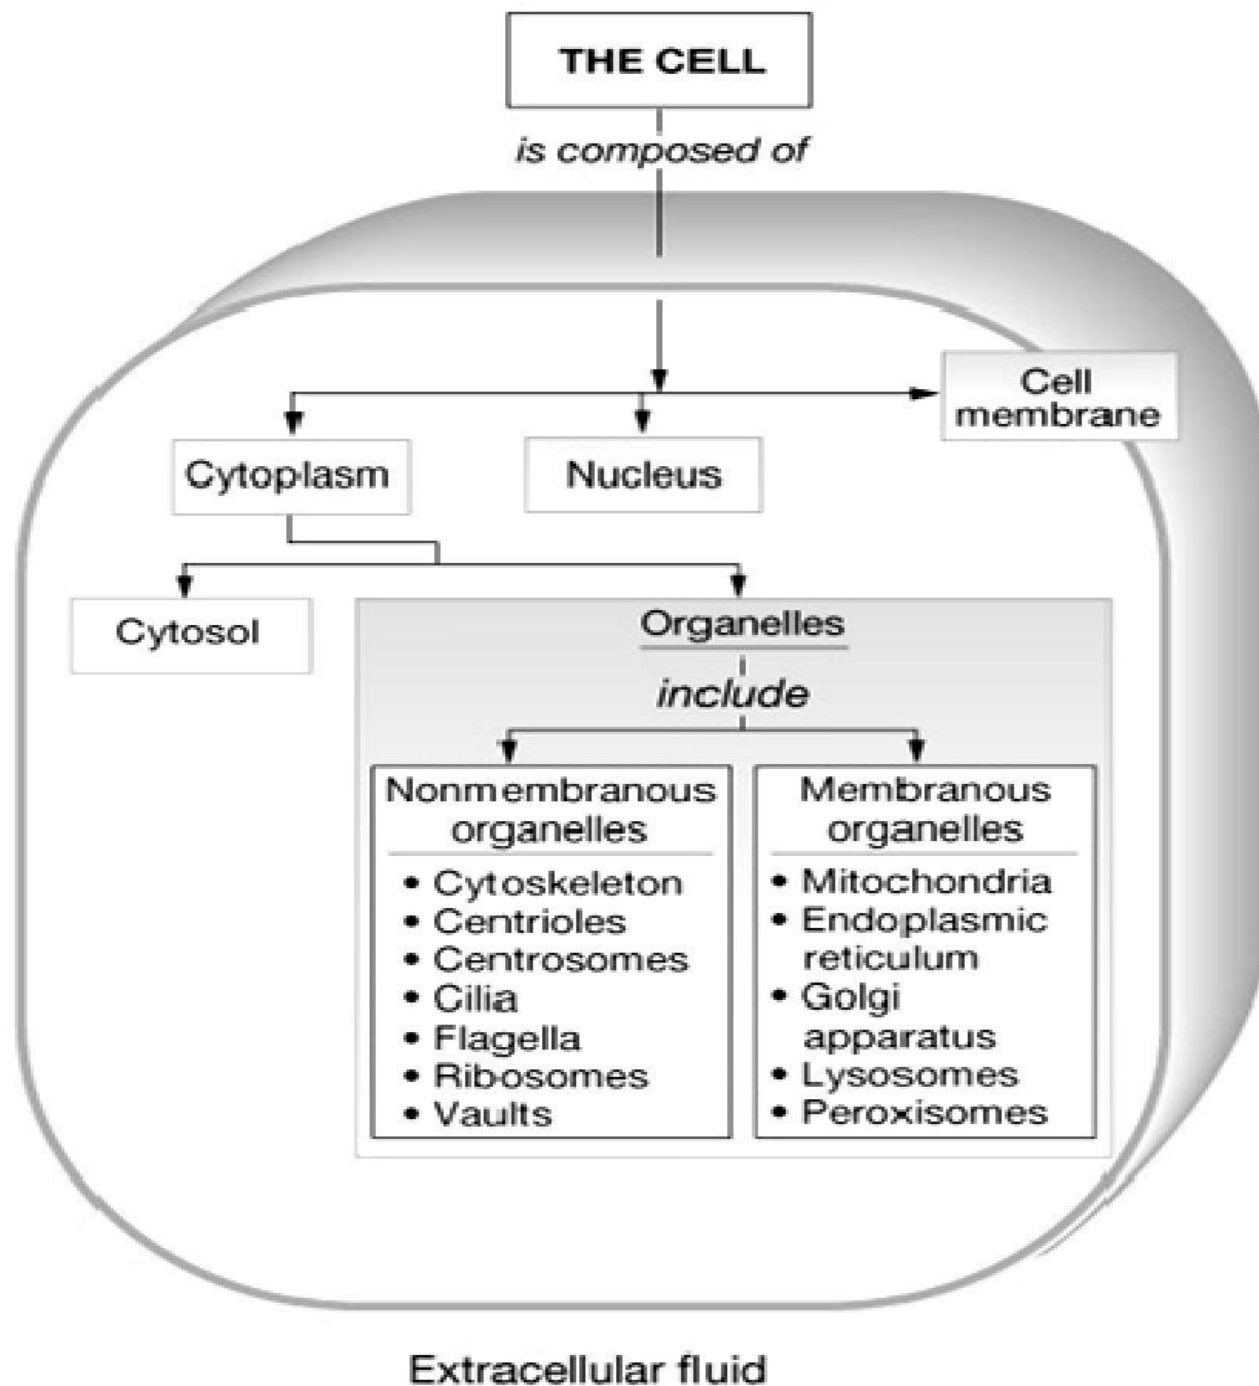 THE CELL
is composed of
Cell
membrane
Cytoplasm
Nucleus
Cytosol
Organelles
include
Nonmembranous
organelles
• Cytoskeleton
• Centrioles
• Centrosomes
• Cilia
• Flagella
• Ribosomes
• Vaults
Membranous
organelles
• Mitochondria
• Endoplasmic
reticulum
• Golgi
apparatus
• Lysosomes
• Peroxisomes
Extracellular fluid